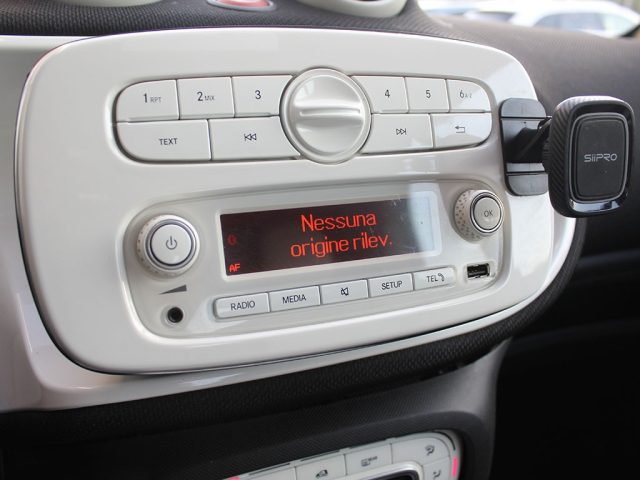 1 RPT
2 MIX
3
4
5
6 A-Z
TEXT
SIIPRO
Nessuna
origine rilev.
AF
OK
RADIO
MEDIA
SETUP
TEL